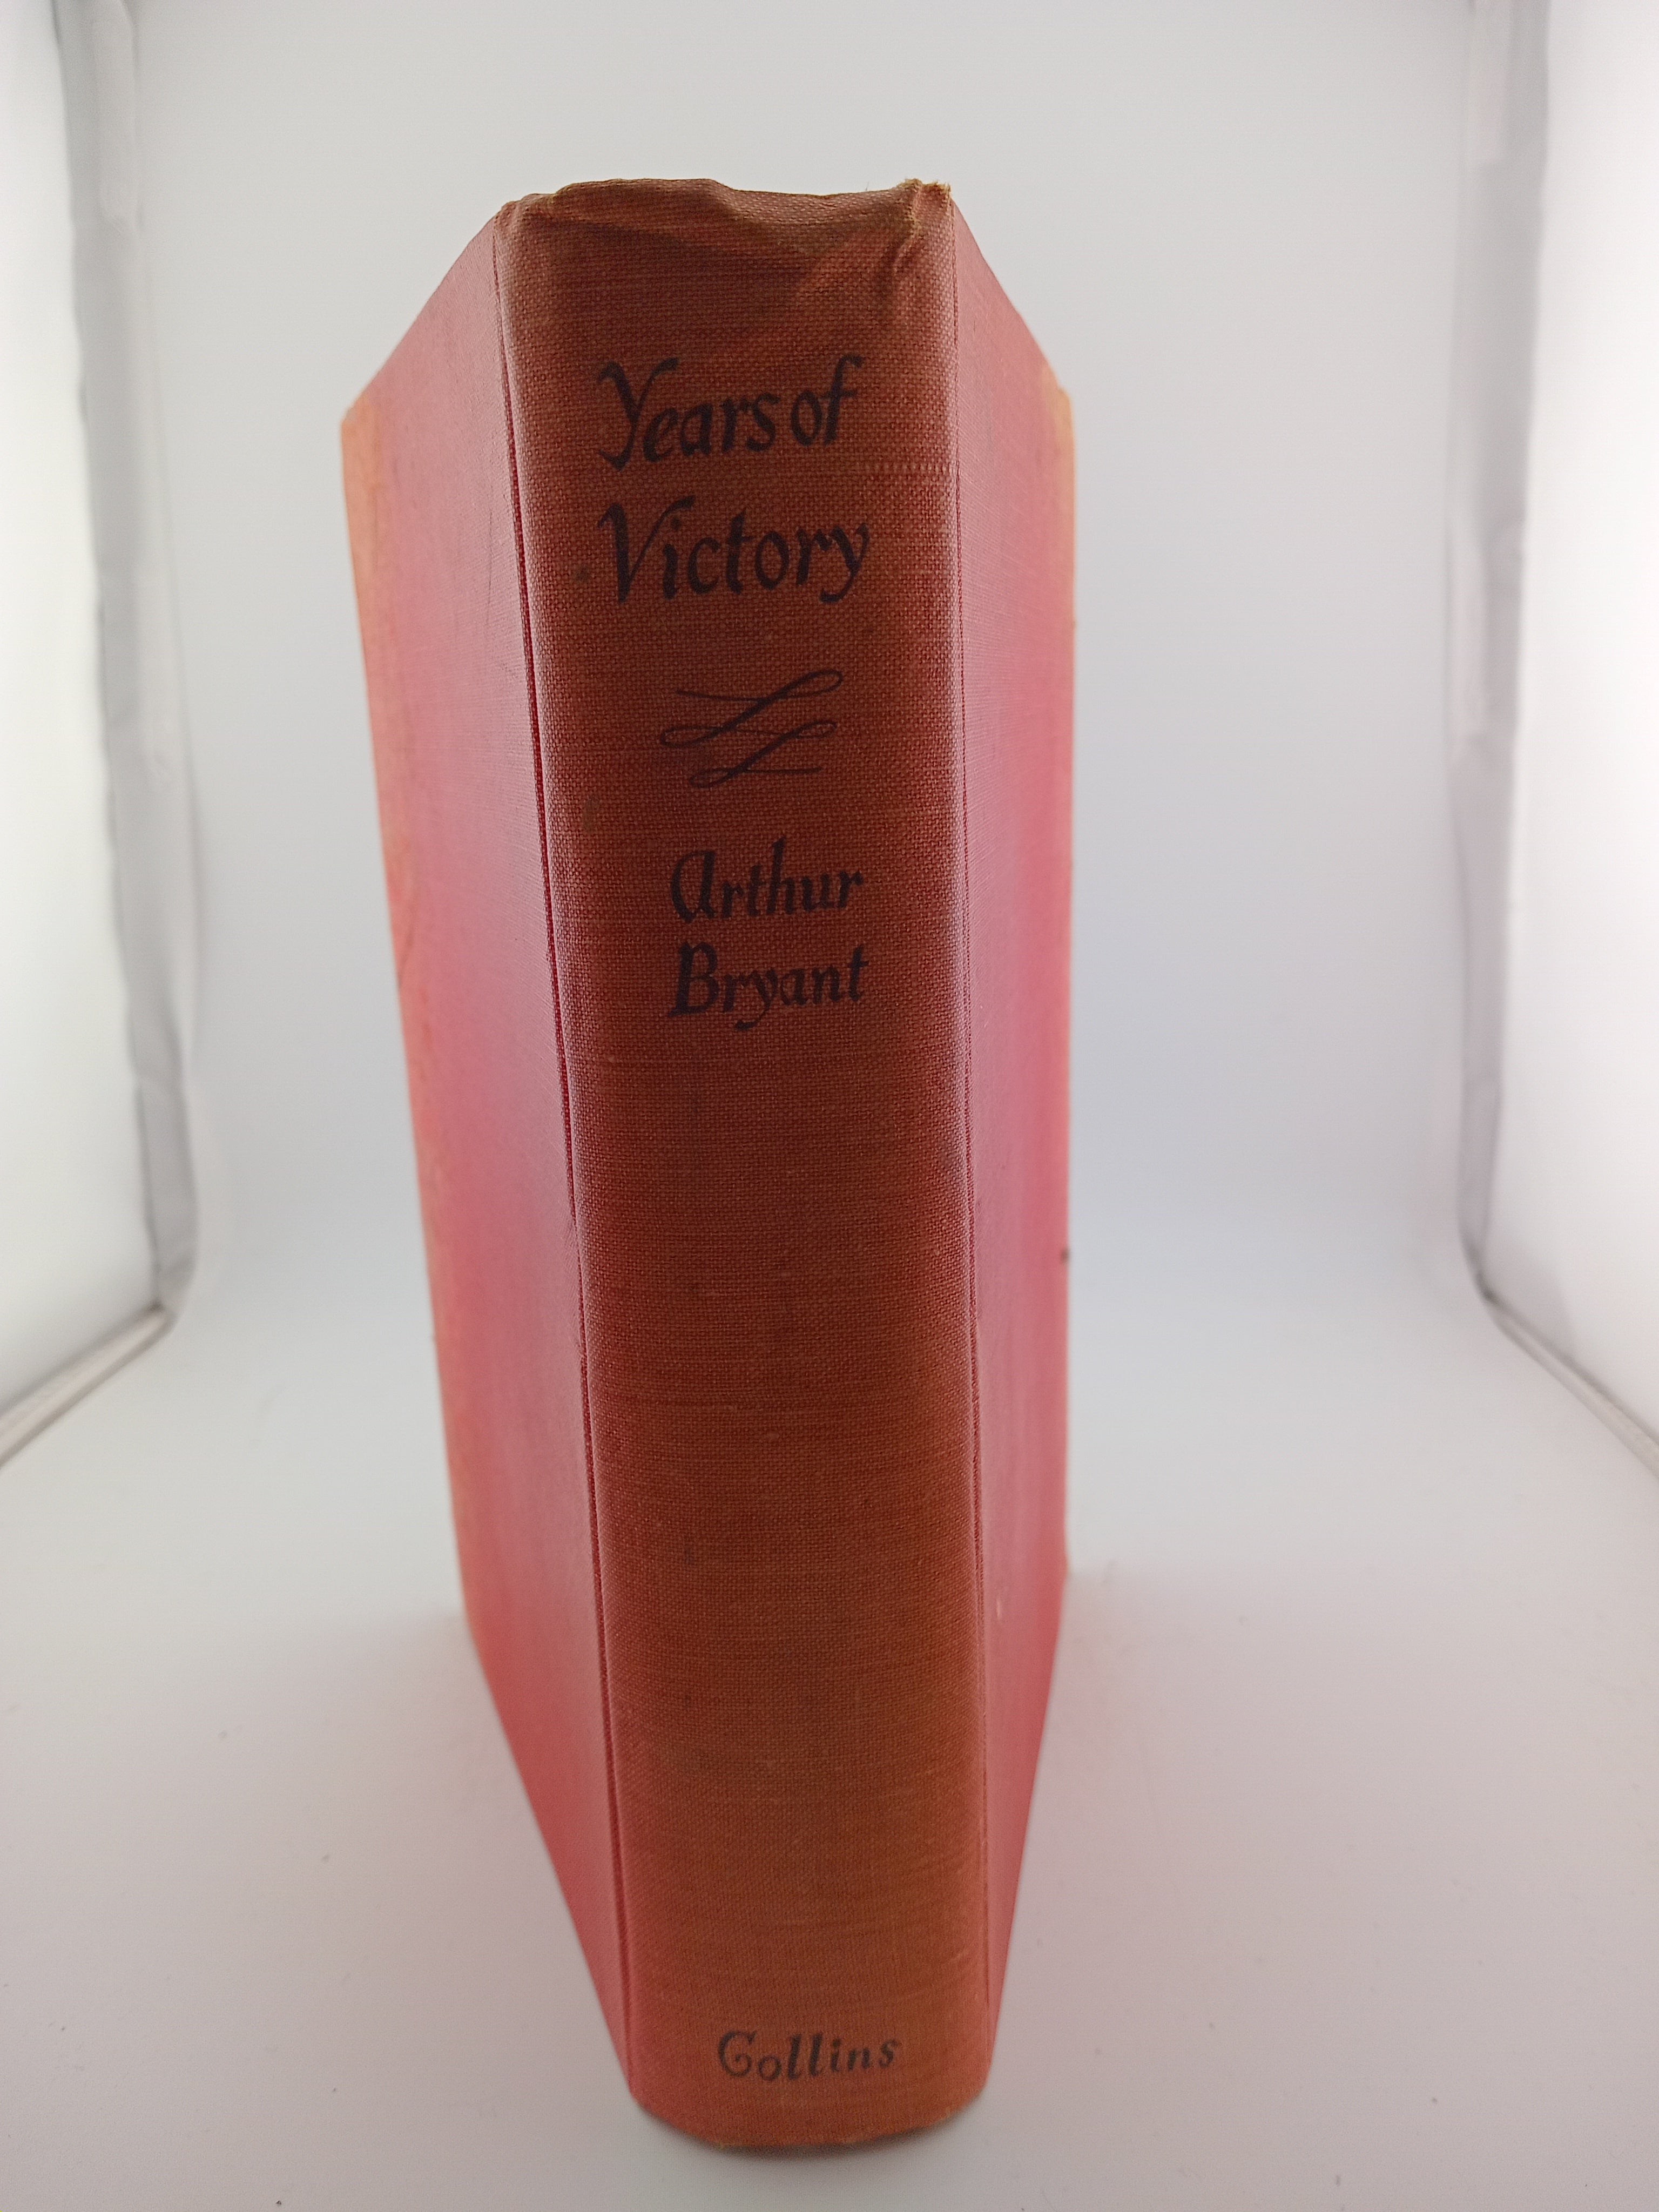 Years of
Victory
Arthur
Bryant
Collins